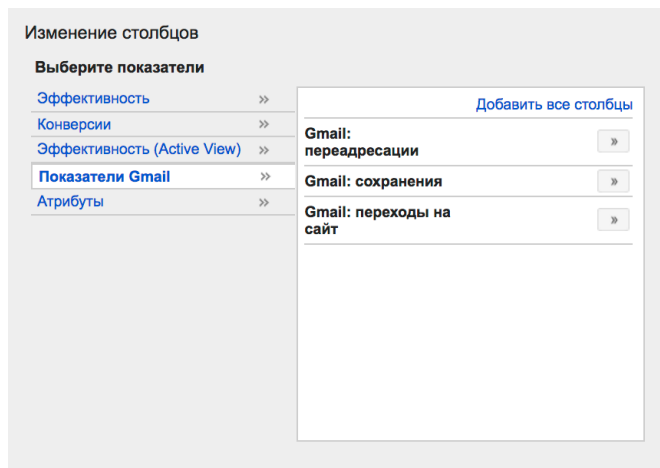 Изменение столбцов
Выберите показатели
Эффективность »
Конверсии »
Эффективность (Active View) »
Показатели Gmail »
Атрибуты »
Добавить все столбцы
Gmail:
переадресации »
Gmail: сохранения »
Gmail: переходы на
сайт »